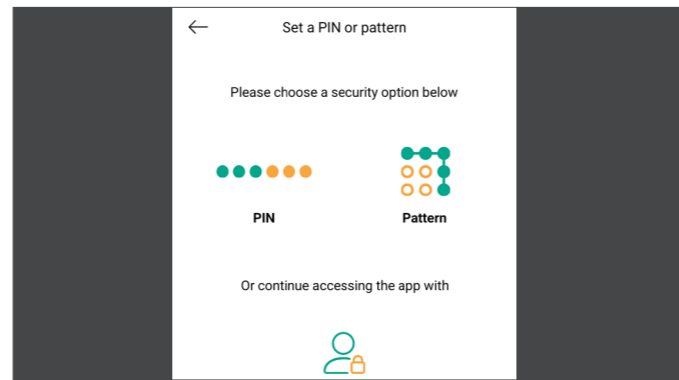 Set a PIN or pattern
Please choose a security option below
PIN
Pattern
Or continue accessing the app with